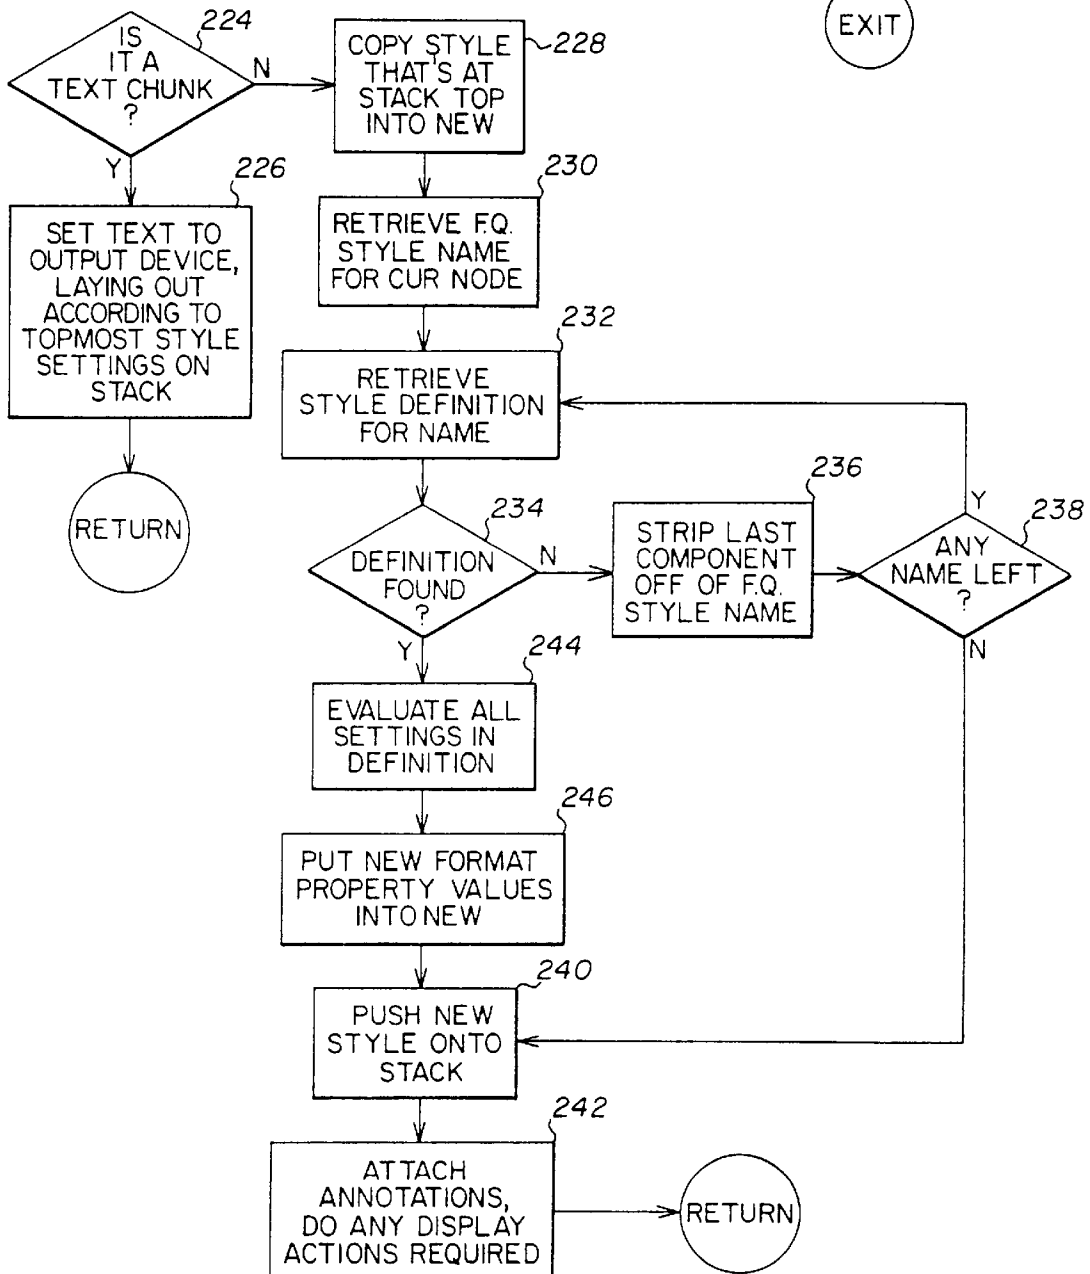 IS
IT A
TEXT CHUNK
?
224
N
Y
COPY STYLE
THAT'S AT
STACK TOP
INTO NEW
228
EXIT
226
SET TEXT TO
OUTPUT DEVICE,
LAYING OUT
ACCORDING TO
TOPMOST STYLE
SETTINGS ON
STACK
RETURN
230
RETRIEVE F.Q.
STYLE NAME
FOR CUR NODE
232
RETRIEVE
STYLE DEFINITION
FOR NAME
234
DEFINITION
FOUND
?
N
Y
236
STRIP LAST
COMPONENT
OFF OF F.Q.
STYLE NAME
Y
238
ANY
NAME LEFT
?
N
244
EVALUATE ALL
SETTINGS IN
DEFINITION
246
PUT NEW FORMAT
PROPERTY VALUES
INTO NEW
240
PUSH NEW
STYLE ONTO
STACK
242
ATTACH
ANNOTATIONS,
DO ANY DISPLAY
ACTIONS REQUIRED
RETURN